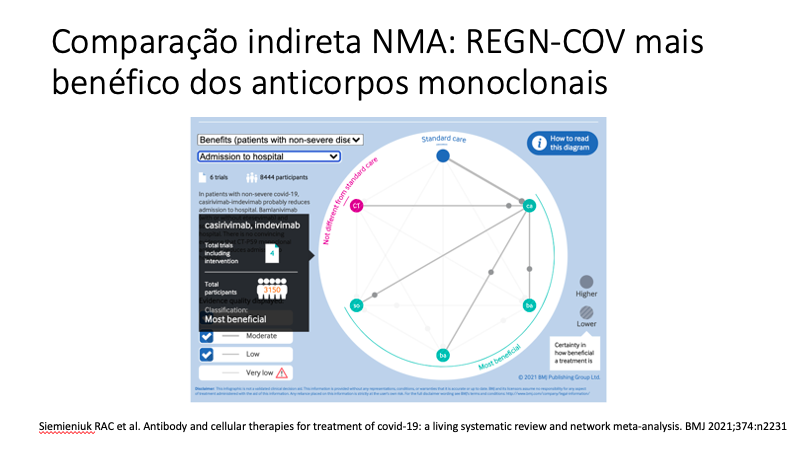 Comparação indireta NMA: REGN-COV mais
benéfico dos anticorpos monoclonais
Benefits (patients with non-severe dise
Admission to hospital
6 trials
8444 participants
In patients with non-severe covid-19,
casirivimab-imdevimab probably reduces
admission to hospital. Bamlanivimab
casirivimab, imdevimab
Total trials
including
intervention
4
Total
participants
3150
Classification:
Most beneficial
Moderate
Low
Very low
Standard care
Not different from standard care
CT
ca
so
ba
be
Most beneficial
i
How to read
this diagram
Higher
Lower
Certainty in
how beneficial
a treatment is
© 2021 BMJ Publishing Group Ltd.
Siemieniuk RAC et al. Antibody and cellular therapies for treatment of covid-19: a living systematic review and network meta-analysis. BMJ 2021;374:n2231